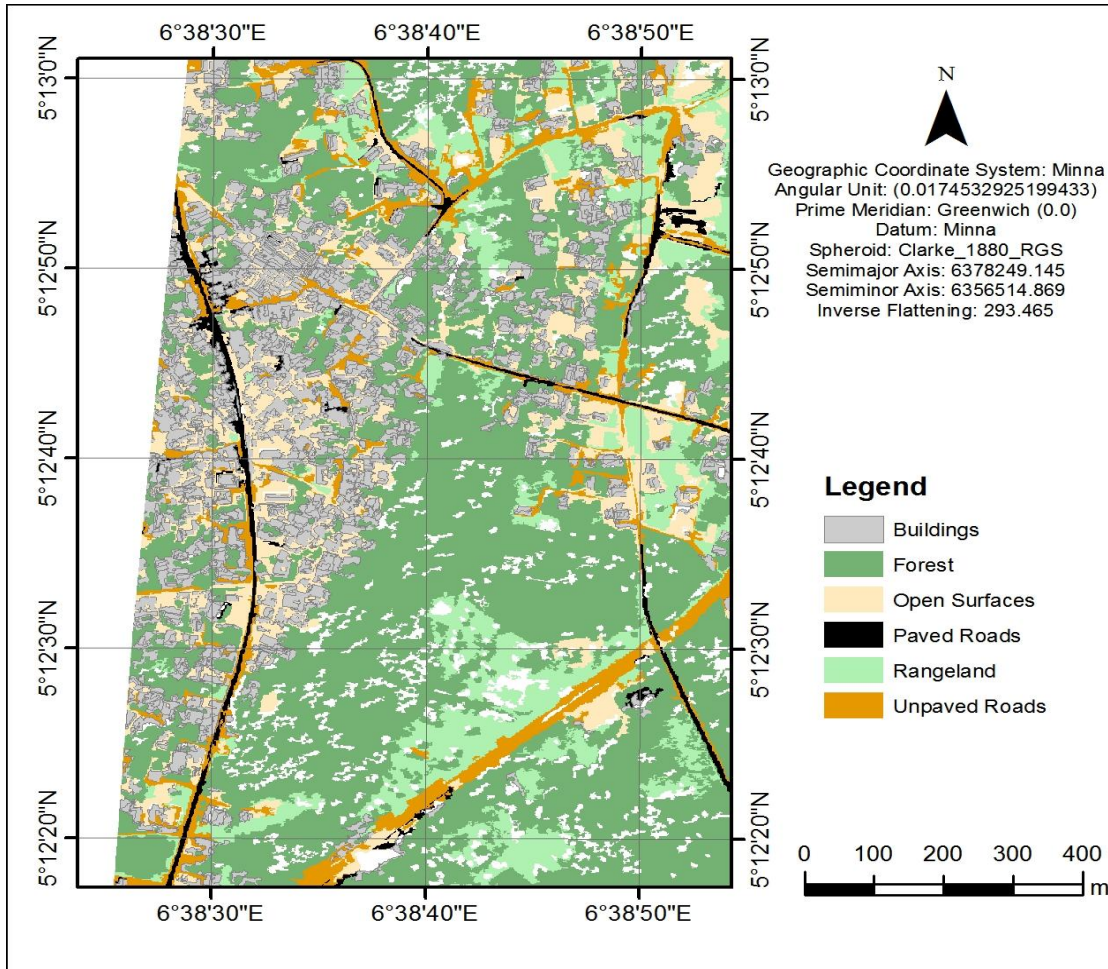 6°38'30"E 6°38'40"E 6°38'50"E
5°13'0"N 5°13'0"N
5°12'50"N 5°12'50"N
5°12'40"N 5°12'40"N
5°12'30"N 5°12'30"N
5°12'20"N 5°12'20"N
6°38'30"E 6°38'40"E 6°38'50"E
N
Geographic Coordinate System: Minna
Angular Unit: (0.0174532925199433)
Prime Meridian: Greenwich (0.0)
Datum: Minna
Spheroid: Clarke_1880_RGS
Semimajor Axis: 6378249.145
Semiminor Axis: 6356514.869
Inverse Flattening: 293.465
Legend
Buildings
Forest
Open Surfaces
Paved Roads
Rangeland
Unpaved Roads
0 100 200 300 400
m